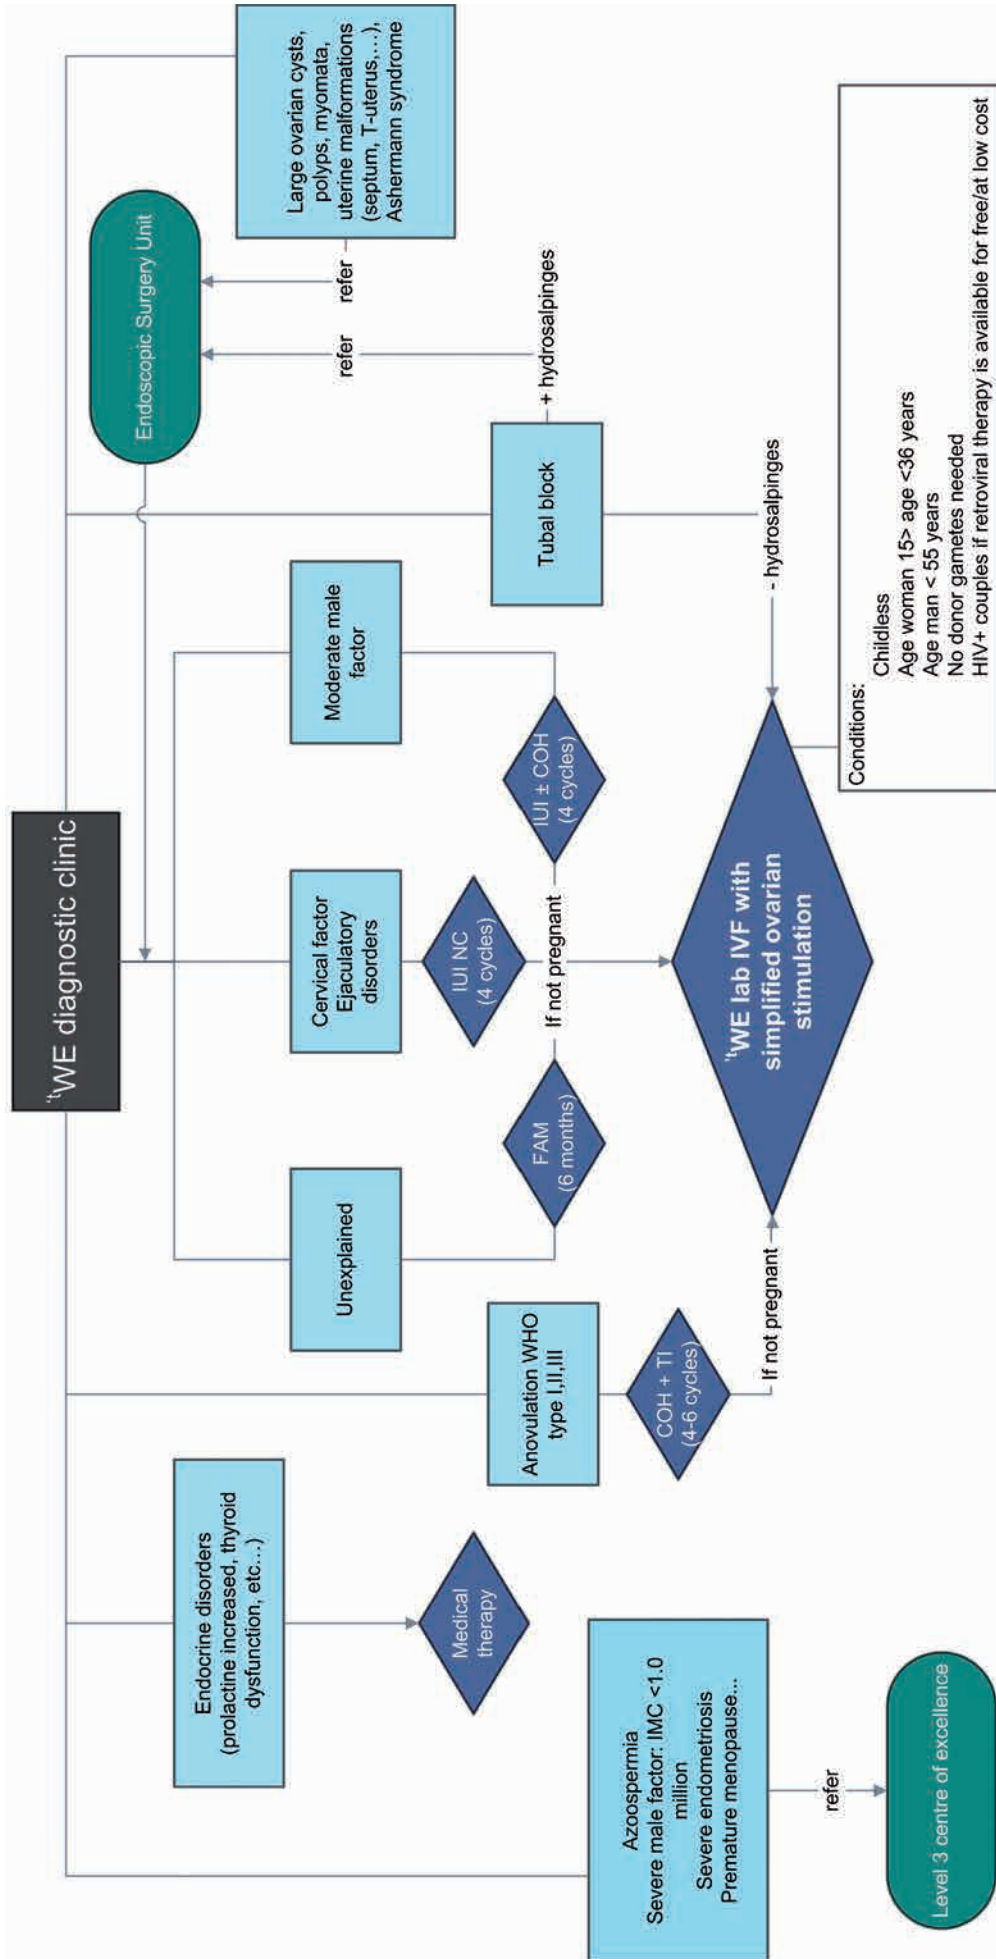 'tWE diagnostic clinic
Endocrine disorders
(prolactine increased, thyroid
dysfunction, etc...)
Medical
therapy
Azoospermia
Severe male factor: IMC <1.0
million
Severe endometriosis
Premature menopause...
refer
Level 3 centre of excellence
Anovulation WHO
type I,II,III
COH + TI
(4-6 cycles)
If not pregnant
Unexplained
FAM
(6 months)
Cervical factor
Ejaculatory
disorders
IUI NC
(4 cycles)
If not pregnant
Moderate male
factor
IUI ± COH
(4 cycles)
Tubal block
+ hydrosalpinges
- hydrosalpinges
refer
refer
Endoscopic Surgery Unit
Large ovarian cysts,
polyps, myomata,
uterine malformations
(septum, T-uterus,...),
Ashermann syndrome
'tWE lab IVF with
simplified ovarian
stimulation
Conditions:
Childless
Age woman 15> age <36 years
Age man < 55 years
No donor gametes needed
HIV+ couples if retroviral therapy is available for free/at low cost